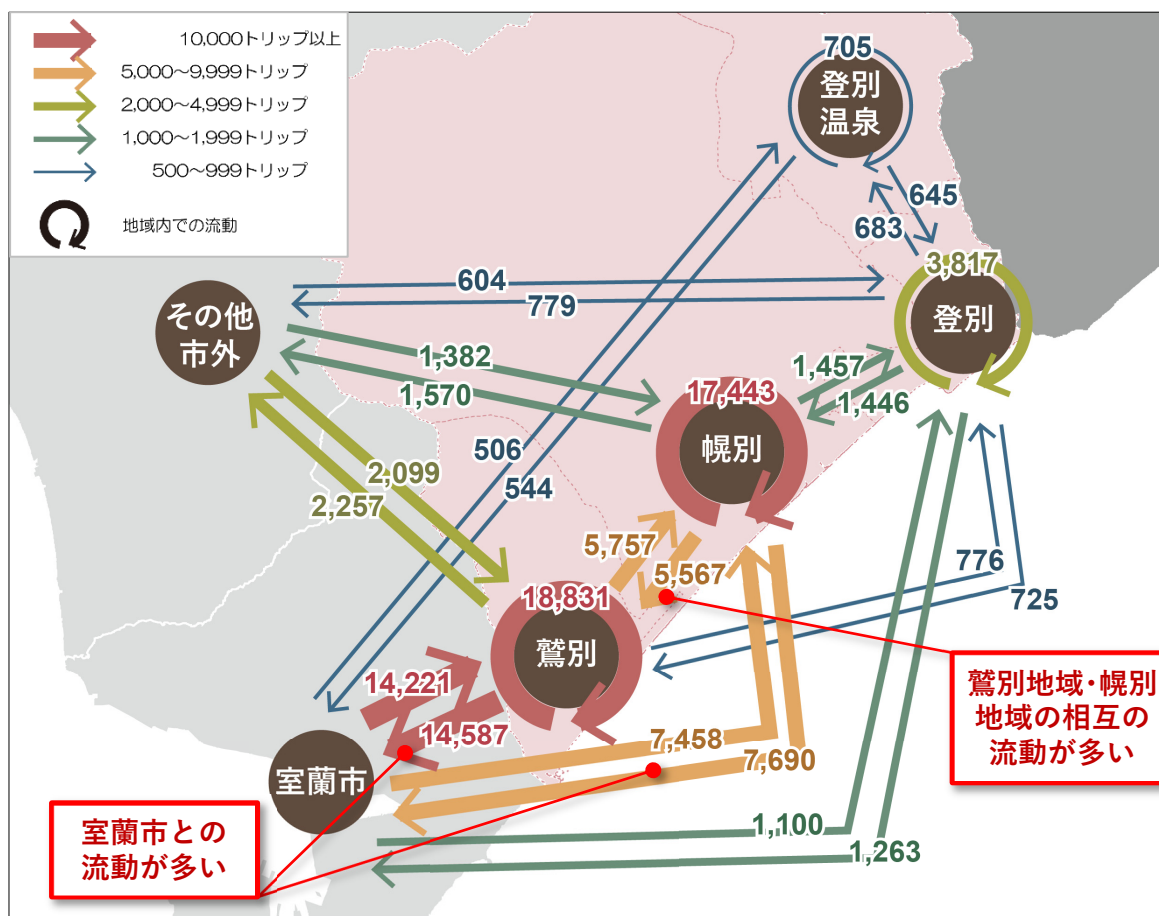 10,000トリップ以上
5,000～9,999トリップ
2,000～4,999トリップ
1,000～1,999トリップ
500～999トリップ
地域内での流動
705
登別
温泉
645
683
3,817
登別
604
779
その他
市外
1,382
1,570
1,457
1,446
17,443
幌別
506
544
2,099
2,257
5,757
5,567
776
725
18,831
鷲別
14,221
14,587
7,458
7,690
室蘭市
1,100
1,263
鷲別地域・幌別
地域の相互の
流動が多い
室蘭市との
流動が多い